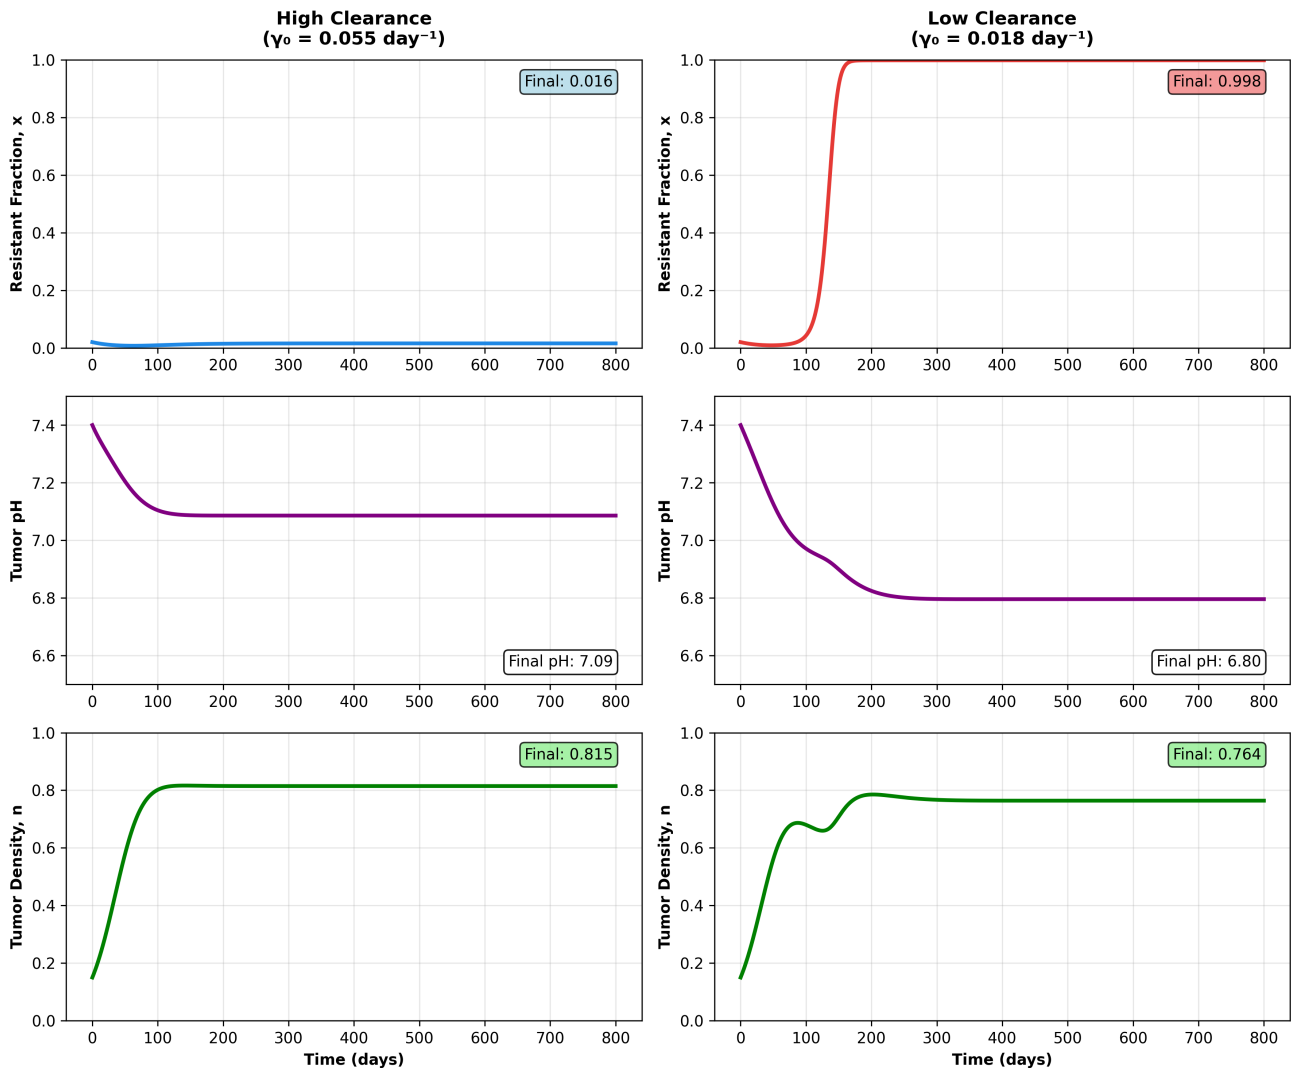 High Clearance
(γ₀ = 0.055 day⁻¹)
Resistant Fraction, x
1.0
0.8
0.6
0.4
0.2
0.0
Final: 0.016
0 100 200 300 400 500 600 700 800
Low Clearance
(γ₀ = 0.018 day⁻¹)
Resistant Fraction, x
1.0
0.8
0.6
0.4
0.2
0.0
Final: 0.998
0 100 200 300 400 500 600 700 800
Tumor pH
7.4
7.2
7.0
6.8
6.6
Final pH: 7.09
0 100 200 300 400 500 600 700 800
Tumor pH
7.4
7.2
7.0
6.8
6.6
Final pH: 6.80
0 100 200 300 400 500 600 700 800
Tumor Density, n
1.0
0.8
0.6
0.4
0.2
0.0
Final: 0.815
0 100 200 300 400 500 600 700 800
Time (days)
Tumor Density, n
1.0
0.8
0.6
0.4
0.2
0.0
Final: 0.764
0 100 200 300 400 500 600 700 800
Time (days)